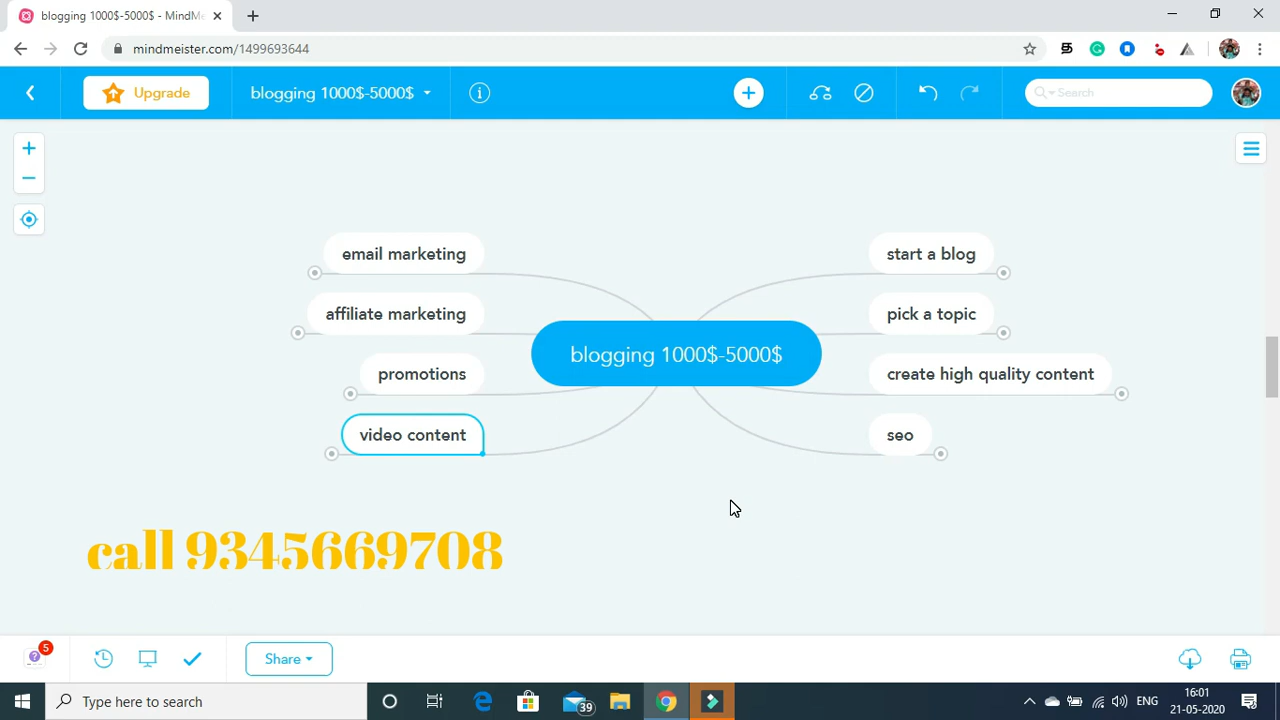 blogging 1000$-5000$ - MindMe
mindmeister.com/1499693644
Upgrade
blogging 1000$-5000$
Search
email marketing
start a blog
affiliate marketing
pick a topic
blogging 1000$-5000$
promotions
create high quality content
video content
seo
call 9345669708
5
Share
Type here to search
39
ENG
16:01
21-05-2020